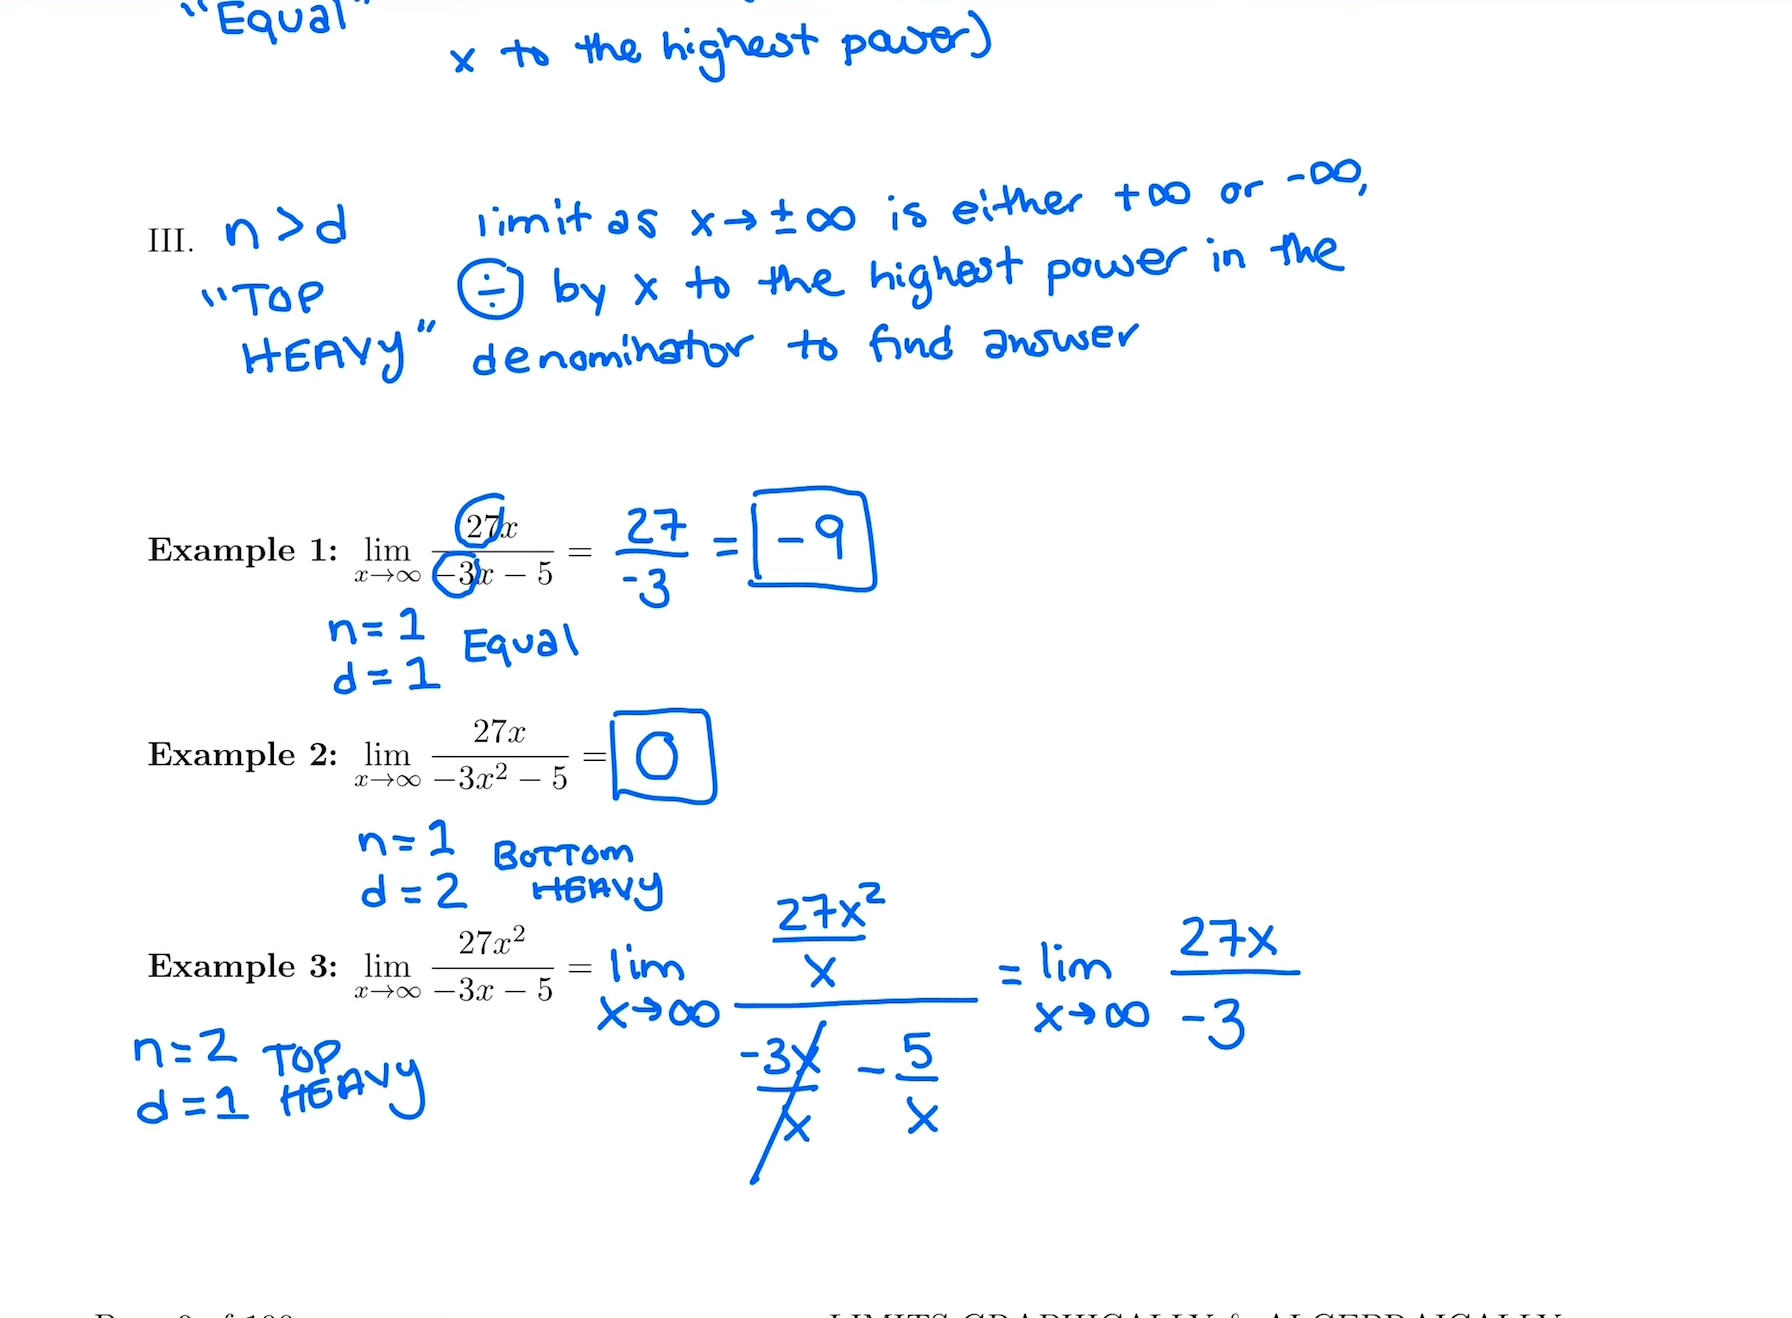 "Equal"
x to the highest power)
III. n > d limit as x → ± ∞ is either +∞ or -∞,
"TOP ÷ by x to the highest power in the
HEAVY" denominator to find answer
Example 1: lim x→∞ 27x / −3x − 5 = 27 / -3 = -9
n = 1 Equal
d = 1
Example 2: lim x→∞ 27x / −3x² − 5 = 0
n = 1 BOTTOM
d = 2 HEAVY
Example 3: lim x→∞ 27x² / −3x − 5 = lim x→∞ (27x² / x) / (-3x / x - 5 / x) = lim x→∞ 27x / -3
n = 2 TOP
d = 1 HEAVY